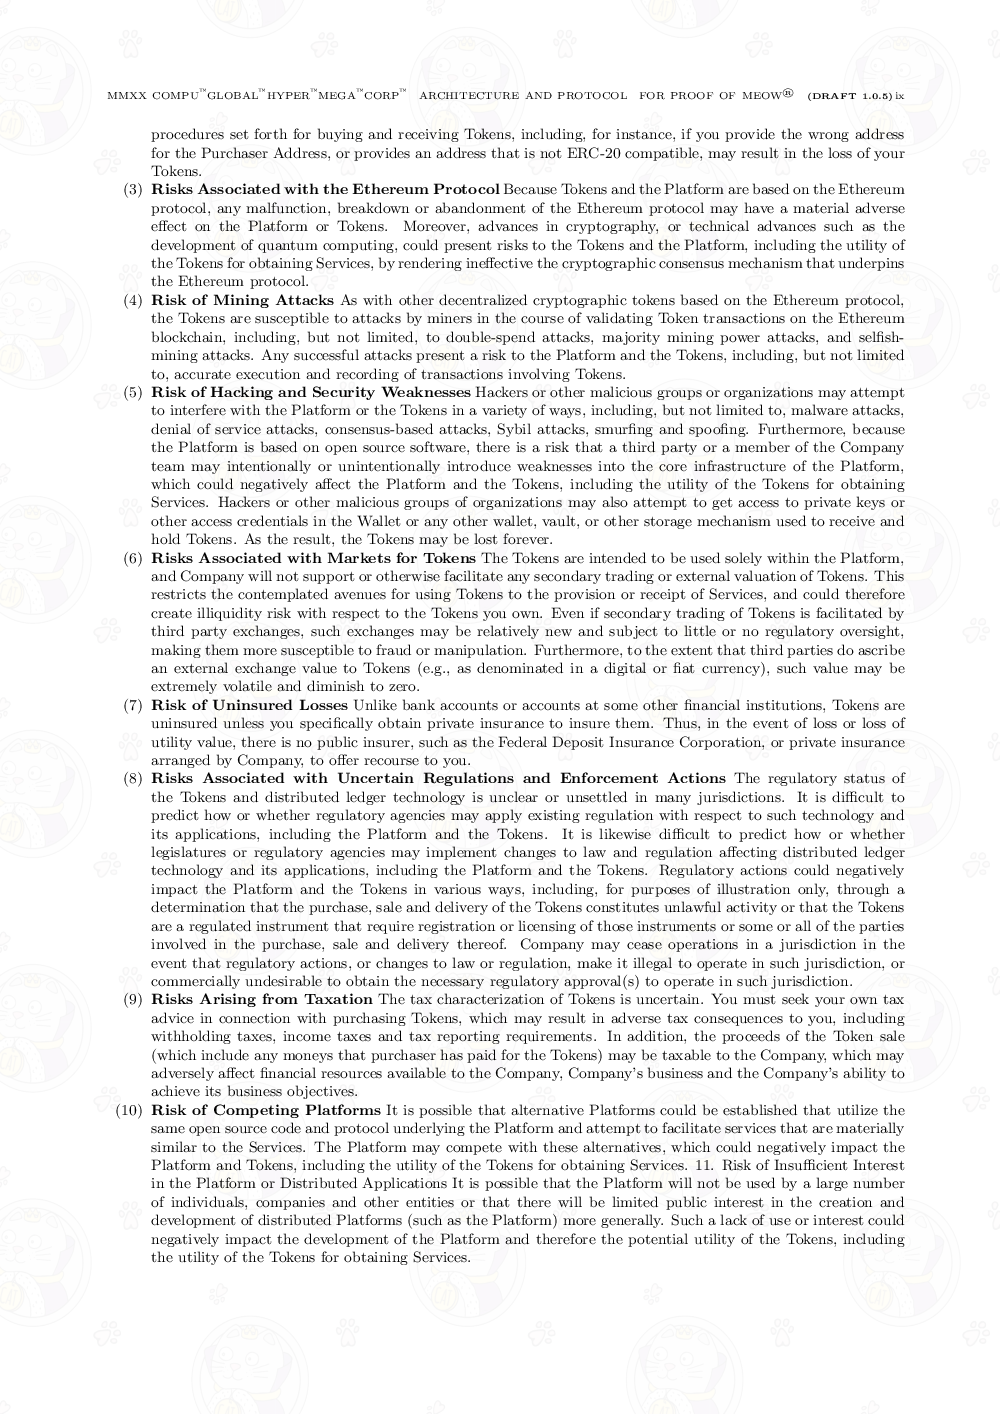 MMXX COMPU™GLOBAL™HYPER™MEGA™CORP™ ARCHITECTURE AND PROTOCOL FOR PROOF OF MEOW® (DRAFT 1.0.5) ix
procedures set forth for buying and receiving Tokens, including, for instance, if you provide the wrong address
for the Purchaser Address, or provides an address that is not ERC-20 compatible, may result in the loss of your
Tokens.
(3) Risks Associated with the Ethereum Protocol Because Tokens and the Platform are based on the Ethereum
protocol, any malfunction, breakdown or abandonment of the Ethereum protocol may have a material adverse
effect on the Platform or Tokens. Moreover, advances in cryptography, or technical advances such as the
development of quantum computing, could present risks to the Tokens and the Platform, including the utility of
the Tokens for obtaining Services, by rendering ineffective the cryptographic consensus mechanism that underpins
the Ethereum protocol.
(4) Risk of Mining Attacks As with other decentralized cryptographic tokens based on the Ethereum protocol,
the Tokens are susceptible to attacks by miners in the course of validating Token transactions on the Ethereum
blockchain, including, but not limited, to double-spend attacks, majority mining power attacks, and selfish-
mining attacks. Any successful attacks present a risk to the Platform and the Tokens, including, but not limited
to, accurate execution and recording of transactions involving Tokens.
(5) Risk of Hacking and Security Weaknesses Hackers or other malicious groups or organizations may attempt
to interfere with the Platform or the Tokens in a variety of ways, including, but not limited to, malware attacks,
denial of service attacks, consensus-based attacks, Sybil attacks, smurfing and spoofing. Furthermore, because
the Platform is based on open source software, there is a risk that a third party or a member of the Company
team may intentionally or unintentionally introduce weaknesses into the core infrastructure of the Platform,
which could negatively affect the Platform and the Tokens, including the utility of the Tokens for obtaining
Services. Hackers or other malicious groups of organizations may also attempt to get access to private keys or
other access credentials in the Wallet or any other wallet, vault, or other storage mechanism used to receive and
hold Tokens. As the result, the Tokens may be lost forever.
(6) Risks Associated with Markets for Tokens The Tokens are intended to be used solely within the Platform,
and Company will not support or otherwise facilitate any secondary trading or external valuation of Tokens. This
restricts the contemplated avenues for using Tokens to the provision or receipt of Services, and could therefore
create illiquidity risk with respect to the Tokens you own. Even if secondary trading of Tokens is facilitated by
third party exchanges, such exchanges may be relatively new and subject to little or no regulatory oversight,
making them more susceptible to fraud or manipulation. Furthermore, to the extent that third parties do ascribe
an external exchange value to Tokens (e.g., as denominated in a digital or fiat currency), such value may be
extremely volatile and diminish to zero.
(7) Risk of Uninsured Losses Unlike bank accounts or accounts at some other financial institutions, Tokens are
uninsured unless you specifically obtain private insurance to insure them. Thus, in the event of loss or loss of
utility value, there is no public insurer, such as the Federal Deposit Insurance Corporation, or private insurance
arranged by Company, to offer recourse to you.
(8) Risks Associated with Uncertain Regulations and Enforcement Actions The regulatory status of
the Tokens and distributed ledger technology is unclear or unsettled in many jurisdictions. It is difficult to
predict how or whether regulatory agencies may apply existing regulation with respect to such technology and
its applications, including the Platform and the Tokens. It is likewise difficult to predict how or whether
legislatures or regulatory agencies may implement changes to law and regulation affecting distributed ledger
technology and its applications, including the Platform and the Tokens. Regulatory actions could negatively
impact the Platform and the Tokens in various ways, including, for purposes of illustration only, through a
determination that the purchase, sale and delivery of the Tokens constitutes unlawful activity or that the Tokens
are a regulated instrument that require registration or licensing of those instruments or some or all of the parties
involved in the purchase, sale and delivery thereof. Company may cease operations in a jurisdiction in the
event that regulatory actions, or changes to law or regulation, make it illegal to operate in such jurisdiction, or
commercially undesirable to obtain the necessary regulatory approval(s) to operate in such jurisdiction.
(9) Risks Arising from Taxation The tax characterization of Tokens is uncertain. You must seek your own tax
advice in connection with purchasing Tokens, which may result in adverse tax consequences to you, including
withholding taxes, income taxes and tax reporting requirements. In addition, the proceeds of the Token sale
(which include any moneys that purchaser has paid for the Tokens) may be taxable to the Company, which may
adversely affect financial resources available to the Company, Company's business and the Company's ability to
achieve its business objectives.
(10) Risk of Competing Platforms It is possible that alternative Platforms could be established that utilize the
same open source code and protocol underlying the Platform and attempt to facilitate services that are materially
similar to the Services. The Platform may compete with these alternatives, which could negatively impact the
Platform and Tokens, including the utility of the Tokens for obtaining Services. 11. Risk of Insufficient Interest
in the Platform or Distributed Applications It is possible that the Platform will not be used by a large number
of individuals, companies and other entities or that there will be limited public interest in the creation and
development of distributed Platforms (such as the Platform) more generally. Such a lack of use or interest could
negatively impact the development of the Platform and therefore the potential utility of the Tokens, including
the utility of the Tokens for obtaining Services.